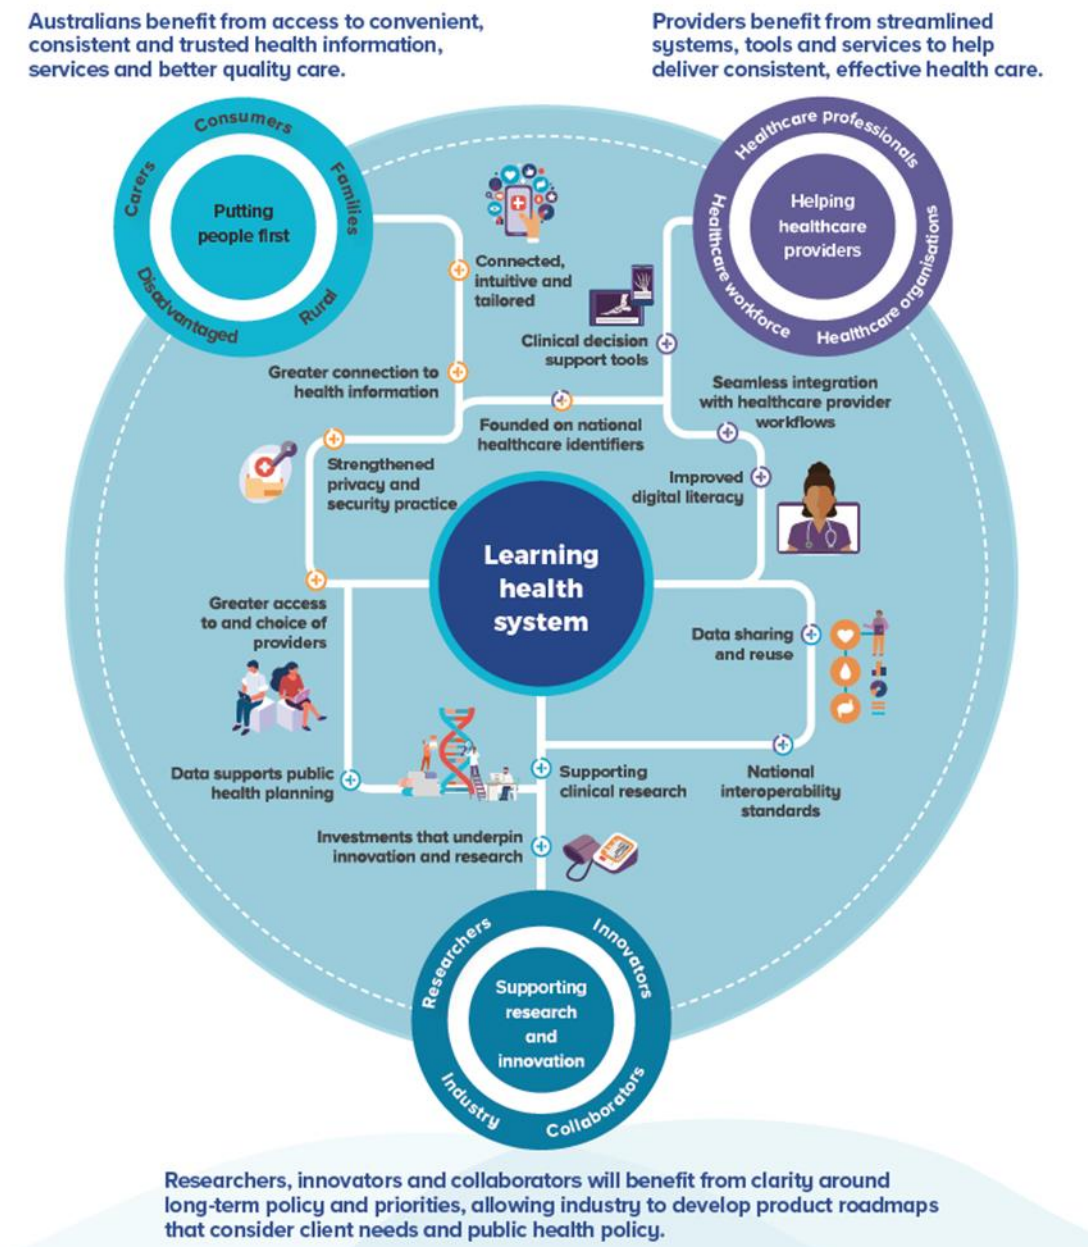 Australians benefit from access to convenient,
consistent and trusted health information,
services and better quality care.
Providers benefit from streamlined
systems, tools and services to help
deliver consistent, effective health care.
Consumers
Carers
Families
Disadvantaged
Rural
Putting
people first
Healthcare professionals
Healthcare workforce
Healthcare organisations
Helping
healthcare
providers
Connected,
intuitive and
tailored
Clinical decision
support tools
Greater connection to
health information
Seamless integration
with healthcare provider
workflows
Founded on national
healthcare identifiers
Strengthened
privacy and
security practice
Improved
digital literacy
Learning
health
system
Greater access
to and choice of
providers
Data sharing
and reuse
Data supports public
health planning
Supporting
clinical research
National
interoperability
standards
Investments that underpin
innovation and research
Researchers
Innovators
Industry
Collaborators
Supporting
research
and
innovation
Researchers, innovators and collaborators will benefit from clarity around
long-term policy and priorities, allowing industry to develop product roadmaps
that consider client needs and public health policy.